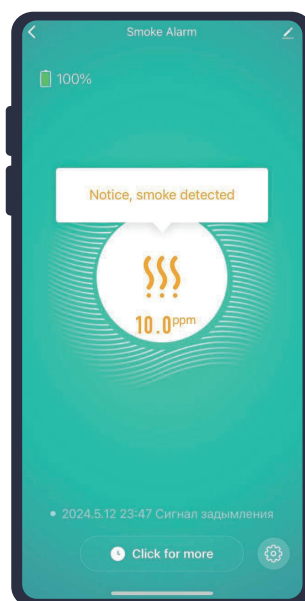 Smoke Alarm
100%
Notice, smoke detected
10.0ppm
2024.5.12 23:47 Сигнал задымления
Click for more